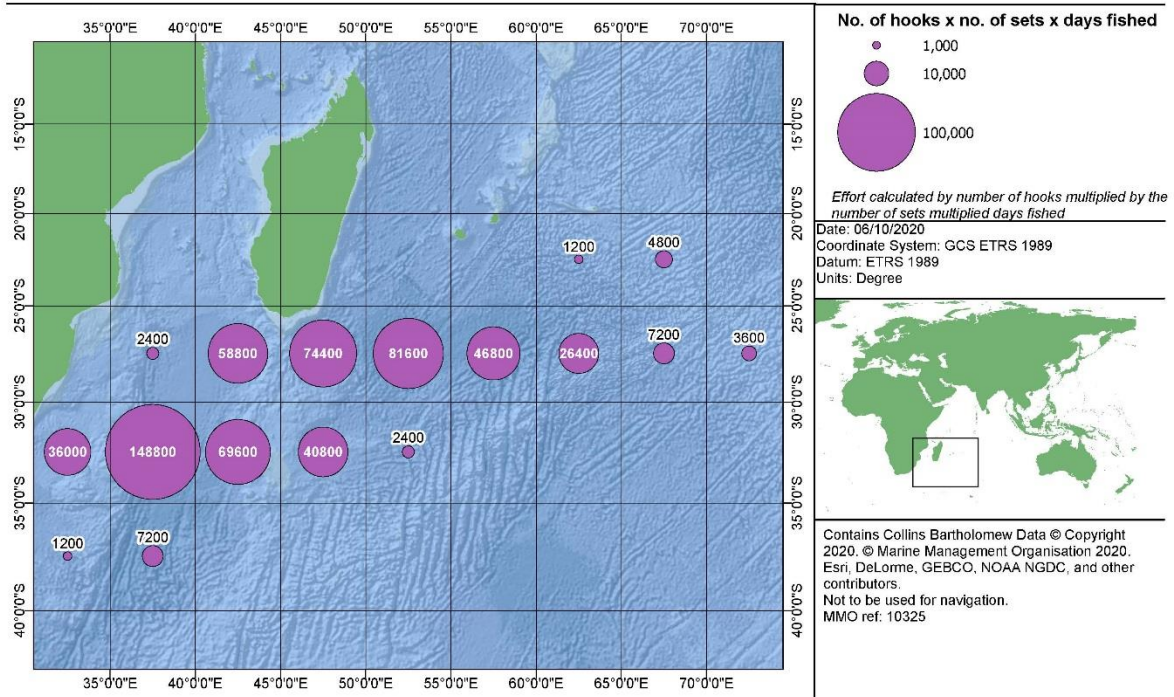 35°0'0"E 40°0'0"E 45°0'0"E 50°0'0"E 55°0'0"E 60°0'0"E 65°0'0"E 70°0'0"E
15°0'0"S 15°0'0"S
20°0'0"S 20°0'0"S
1200 4800
25°0'0"S 25°0'0"S
2400 58800 74400 81600 46800 26400 7200 3600
30°0'0"S 30°0'0"S
36000 148800 69600 40800 2400
35°0'0"S 35°0'0"S
1200 7200
40°0'0"S 40°0'0"S
35°0'0"E 40°0'0"E 45°0'0"E 50°0'0"E 55°0'0"E 60°0'0"E 65°0'0"E 70°0'0"E
No. of hooks x no. of sets x days fished
1,000
10,000
100,000
Effort calculated by number of hooks multiplied by the
number of sets multiplied days fished
Date: 06/10/2020
Coordinate System: GCS ETRS 1989
Datum: ETRS 1989
Units: Degree
Contains Collins Bartholomew Data © Copyright
2020. © Marine Management Organisation 2020.
Esri, DeLorme, GEBCO, NOAA NGDC, and other
contributors.
Not to be used for navigation.
MMO ref: 10325